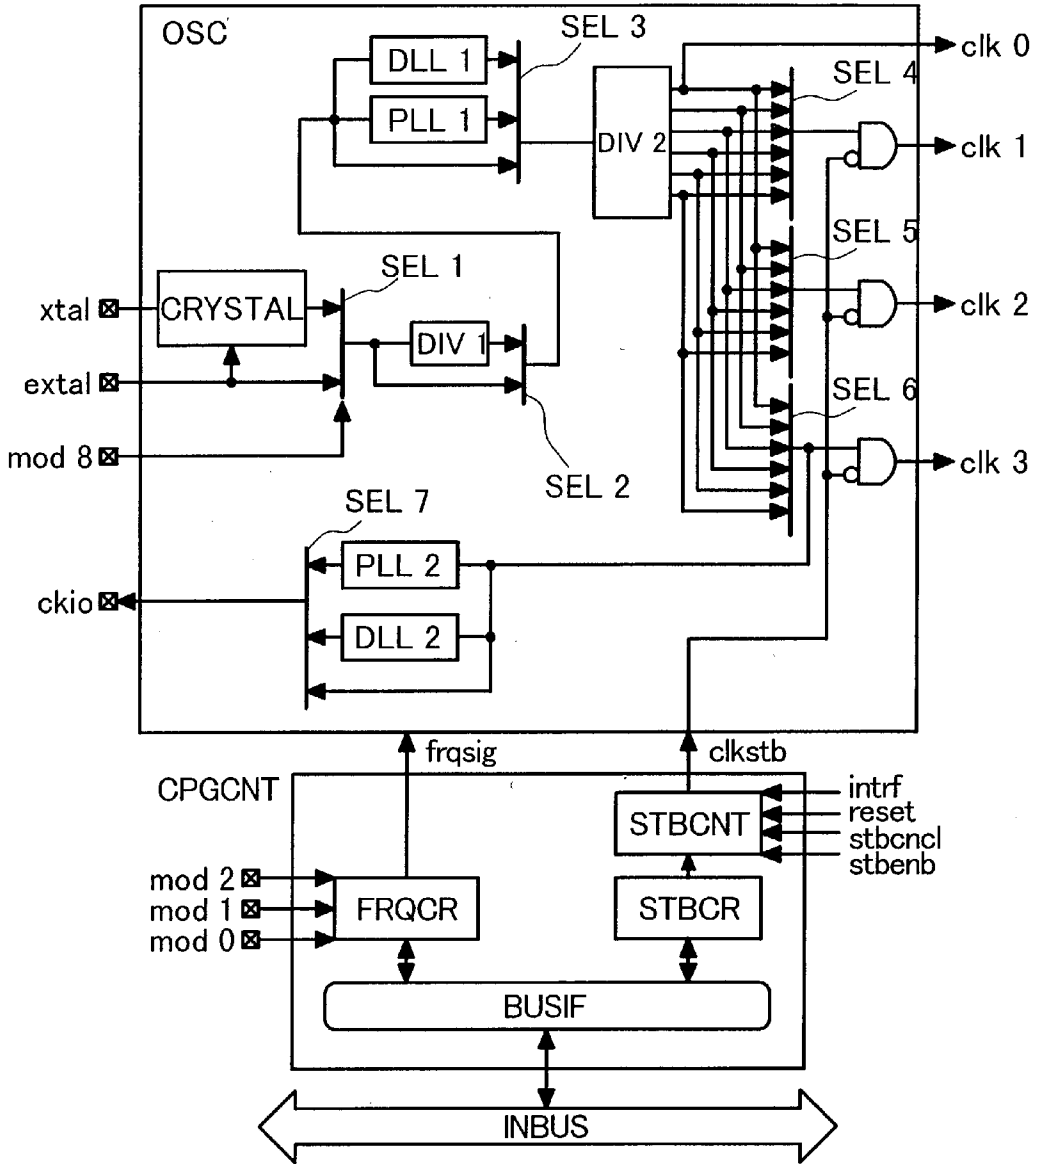 OSC
SEL 3
DLL 1
clk 0
SEL 4
PLL 1
DIV 2
clk 1
SEL 5
SEL 1
xtal
CRYSTAL
clk 2
DIV 1
extal
SEL 6
mod 8
clk 3
SEL 2
SEL 7
PLL 2
ckio
DLL 2
frqsig
clkstb
CPGCNT
intrf
reset
STBCNT
stbcncl
stbenb
mod 2
mod 1
FRQCR
STBCR
mod 0
BUSIF
INBUS